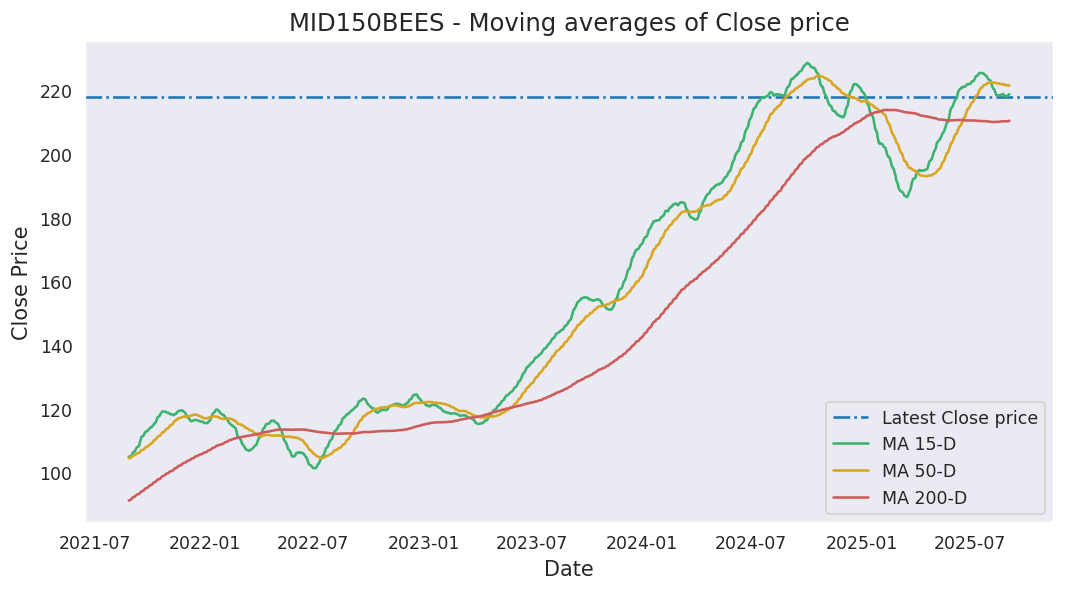 MID150BEES - Moving averages of Close price
Close Price
220
200
180
160
140
120
100
2021-07 2022-01 2022-07 2023-01 2023-07 2024-01 2024-07 2025-01 2025-07
Date
Latest Close price
MA 15-D
MA 50-D
MA 200-D